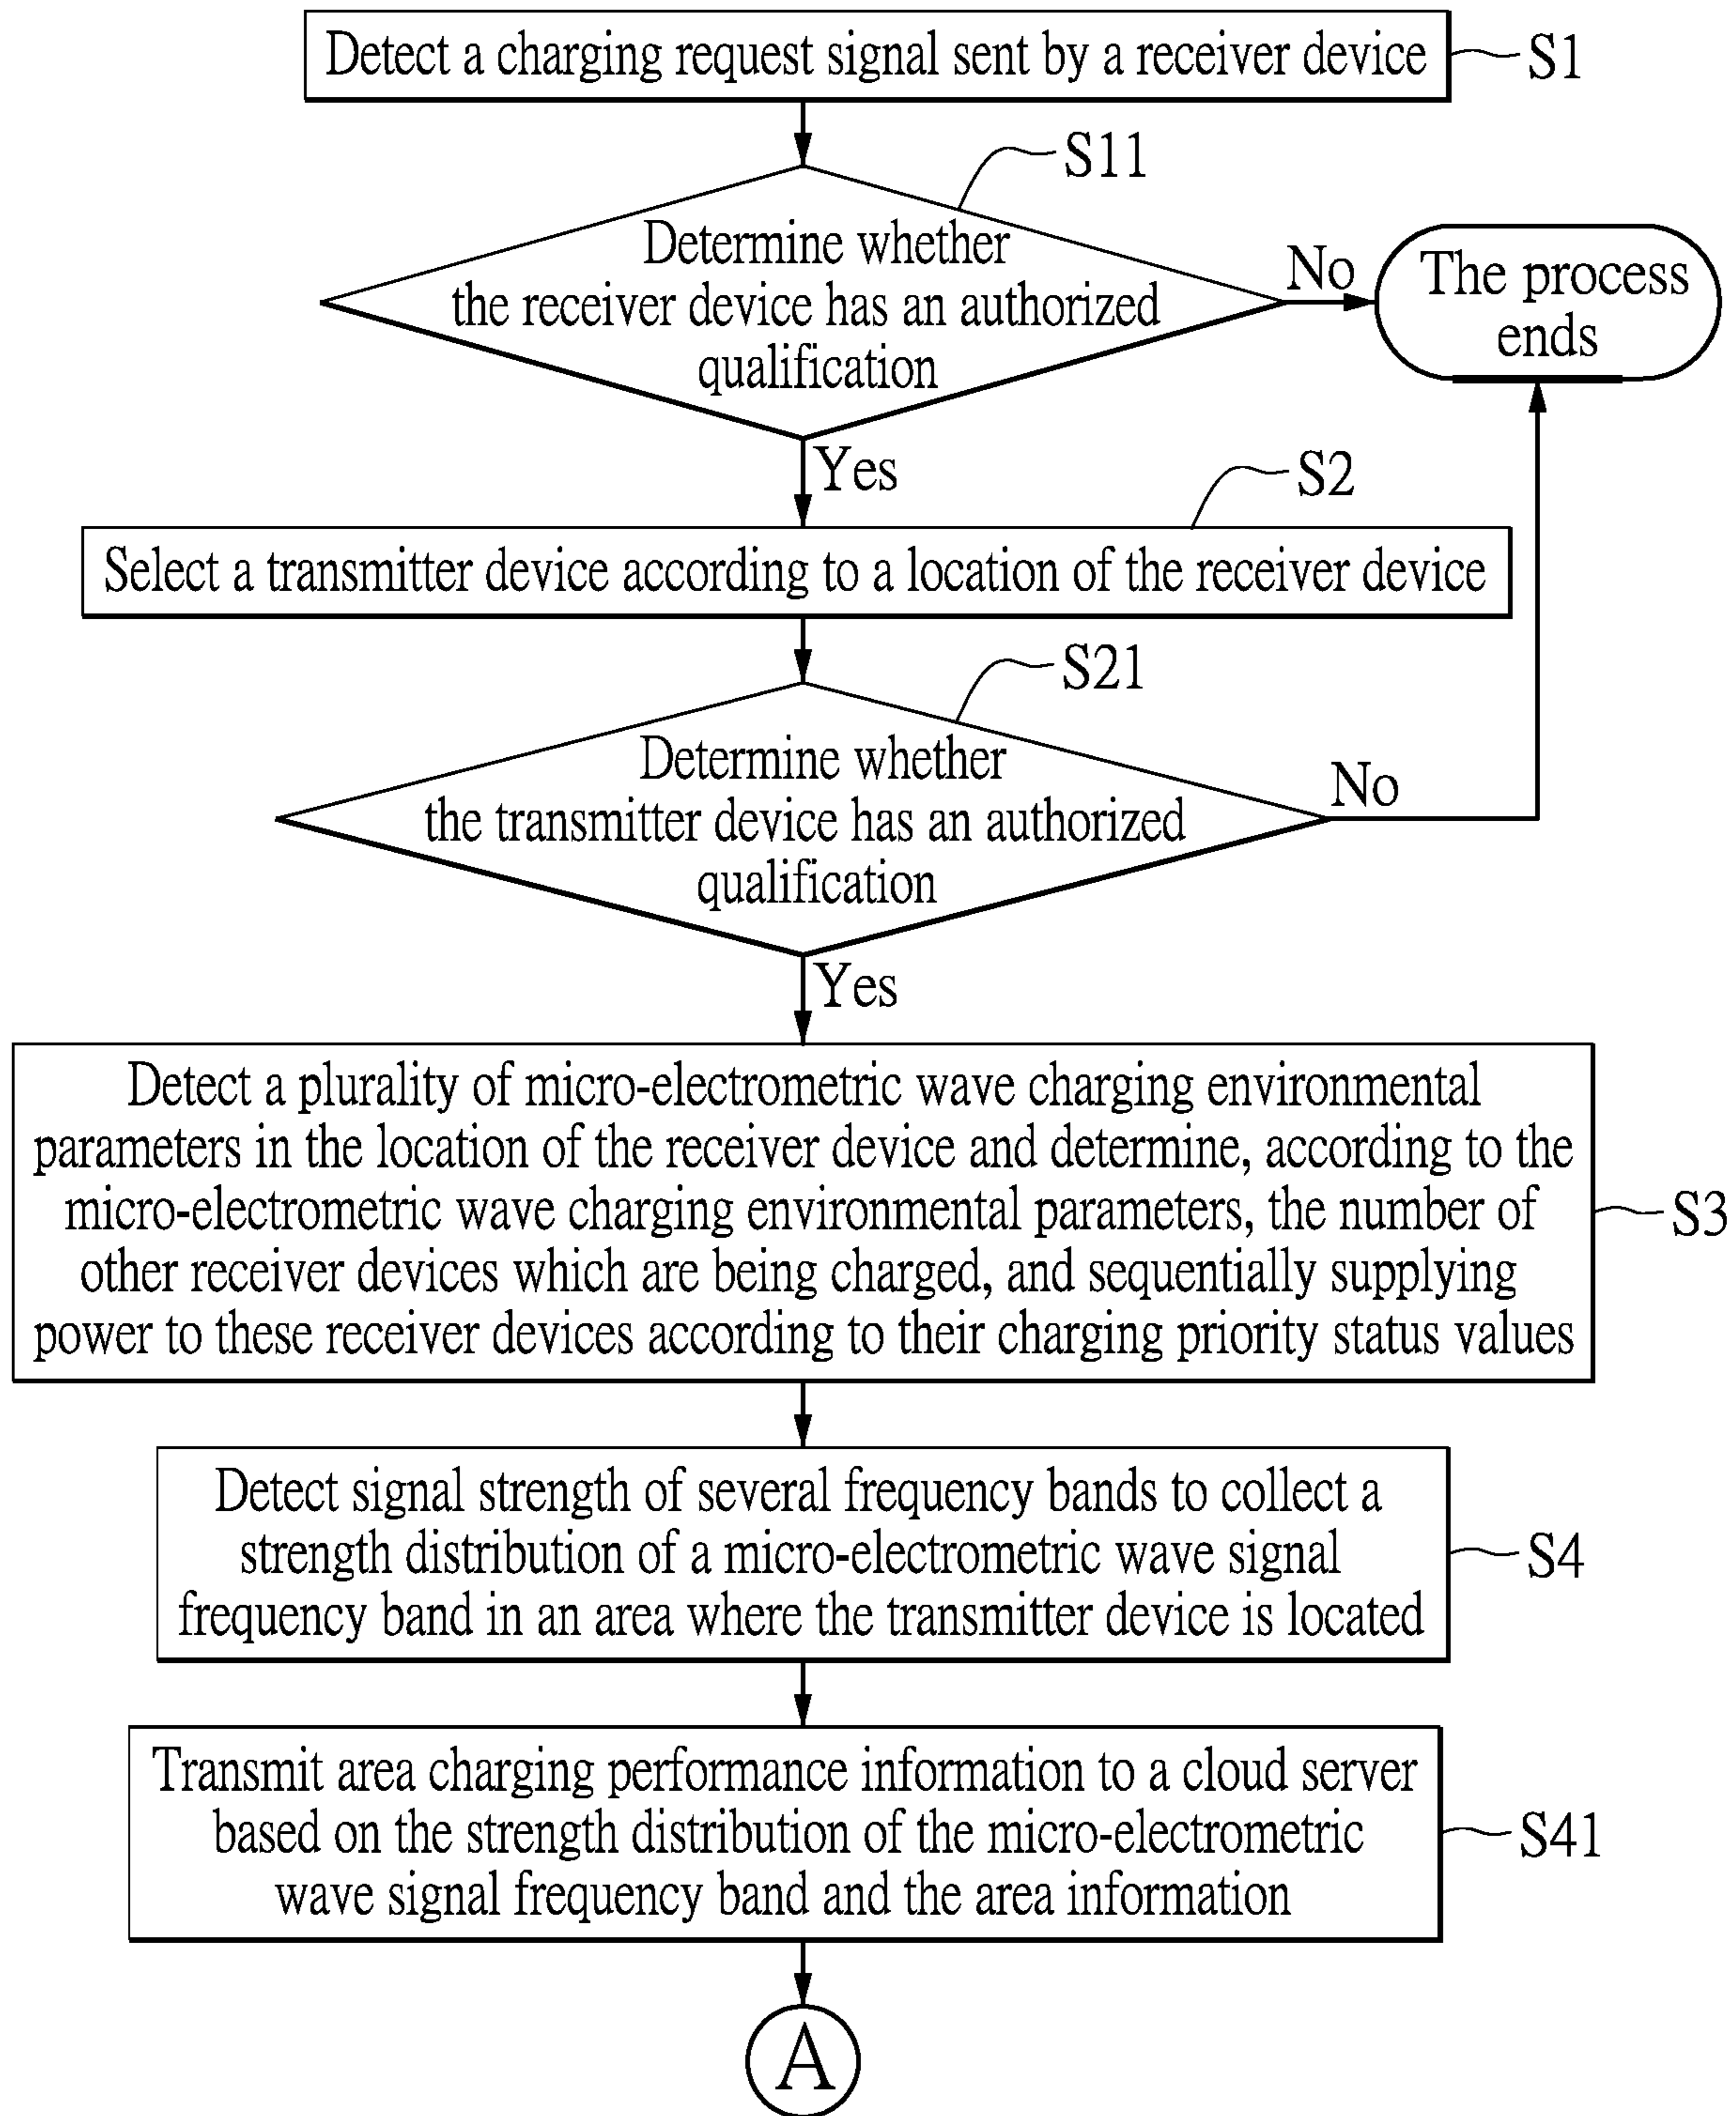 Detect a charging request signal sent by a receiver device
S1
S11
Determine whether
the receiver device has an authorized
qualification
No
The process
ends
Yes
S2
Select a transmitter device according to a location of the receiver device
S21
Determine whether
the transmitter device has an authorized
qualification
No
Yes
Detect a plurality of micro-electrometric wave charging environmental
parameters in the location of the receiver device and determine, according to the
micro-electrometric wave charging environmental parameters, the number of
other receiver devices which are being charged, and sequentially supplying
power to these receiver devices according to their charging priority status values
S3
Detect signal strength of several frequency bands to collect a
strength distribution of a micro-electrometric wave signal
frequency band in an area where the transmitter device is located
S4
Transmit area charging performance information to a cloud server
based on the strength distribution of the micro-electrometric
wave signal frequency band and the area information
S41
A